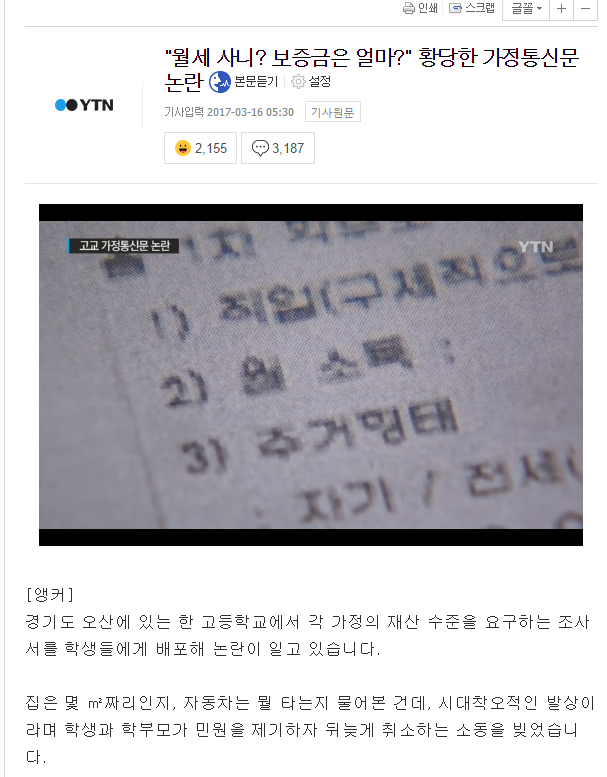 인쇄 스크랩 글꼴 + −
"월세 사니? 보증금은 얼마?" 황당한 가정통신문
논란 본문듣기 설정
YTN
기사입력 2017-03-16 05:30 기사원문
2,155 3,187
고교 가정통신문 논란
YTN
1) 직업(구체적으로
2) 월 소득 :
3) 주거형태
: 자기 / 전세(
[앵커]
경기도 오산에 있는 한 고등학교에서 각 가정의 재산 수준을 요구하는 조사
서를 학생들에게 배포해 논란이 일고 있습니다.
집은 몇 ㎡짜리인지, 자동차는 뭘 타는지 물어본 건데, 시대착오적인 발상이
라며 학생과 학부모가 민원을 제기하자 뒤늦게 취소하는 소동을 빚었습니
다.